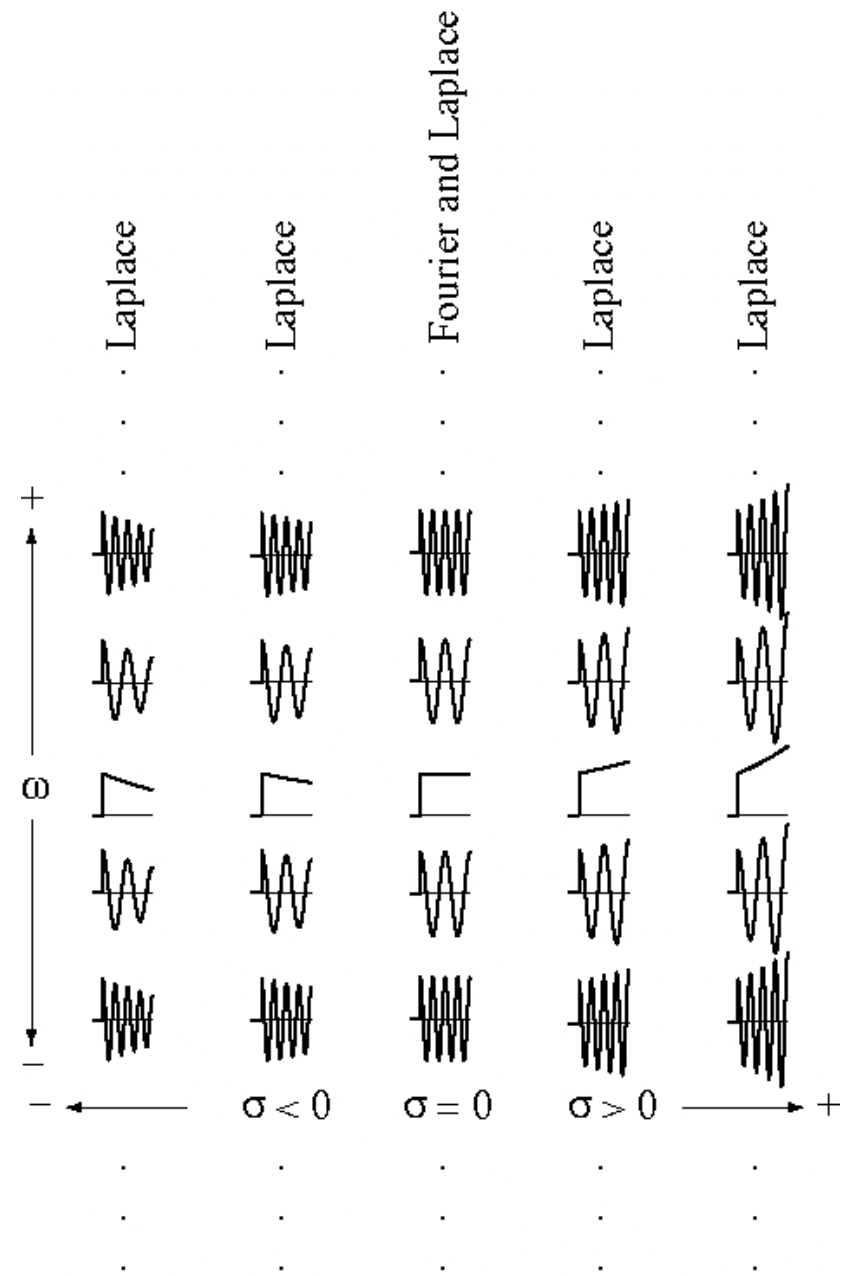 Laplace
Laplace
Fourier and Laplace
Laplace
Laplace
+
ω
−
− σ < 0 σ = 0 σ > 0 +